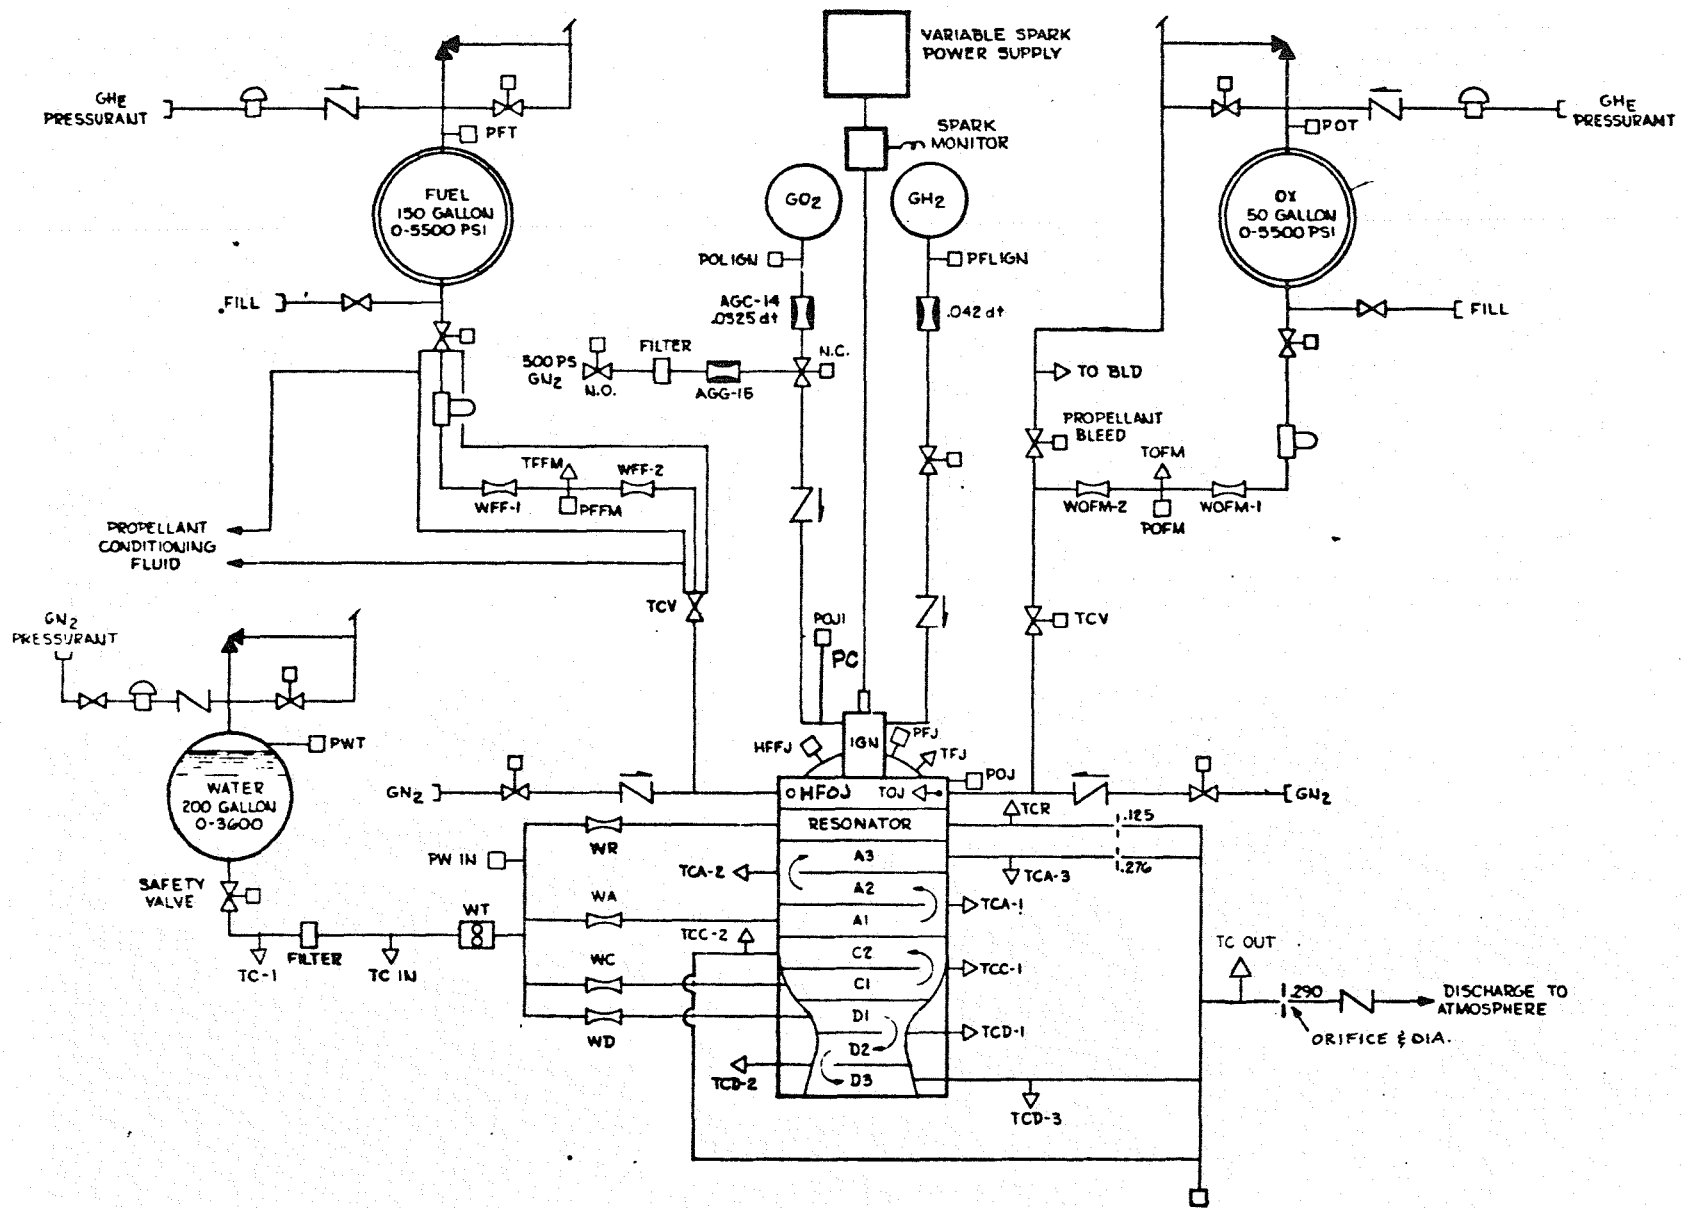 VARIABLE SPARK
POWER SUPPLY
GHE
PRESSURANT
PFT
SPARK
MONITOR
POT
GHE
PRESSURANT
FUEL
150 GALLON
0-5500 PSI
GO2
GH2
OX
50 GALLON
0-5500 PSI
POLIGN
PFLIGN
FILL
AGC-14
.0325 dt
.042 dt
FILL
500 PS
GN2
N.O.
FILTER
AGG-15
N.C.
TO BLD
PROPELLANT
BLEED
TFFM
WFF-2
WFF-1
PFFM
TOFM
WOFM-2
POFM
WOFM-1
PROPELLANT
CONDITIONING
FLUID
TCV
TCV
GN2
PRESSURANT
POJ1
PC
PWT
HFFJ
IGN
PFJ
TFJ
POJ
WATER
200 GALLON
0-3600
GN2
HFOJ
TOJ
GN2
TCR
.125
RESONATOR
WR
PW IN
A3
TCA-2
TCA-3
.276
SAFETY
VALVE
A2
TCA-1
WA
A1
WT
TCC-2
TC-1
FILTER
TC IN
C2
TCC-1
TC OUT
WC
C1
.290
DISCHARGE TO
ATMOSPHERE
D1
TCD-1
WD
ORIFICE & DIA.
D2
TCD-2
D3
TCD-3